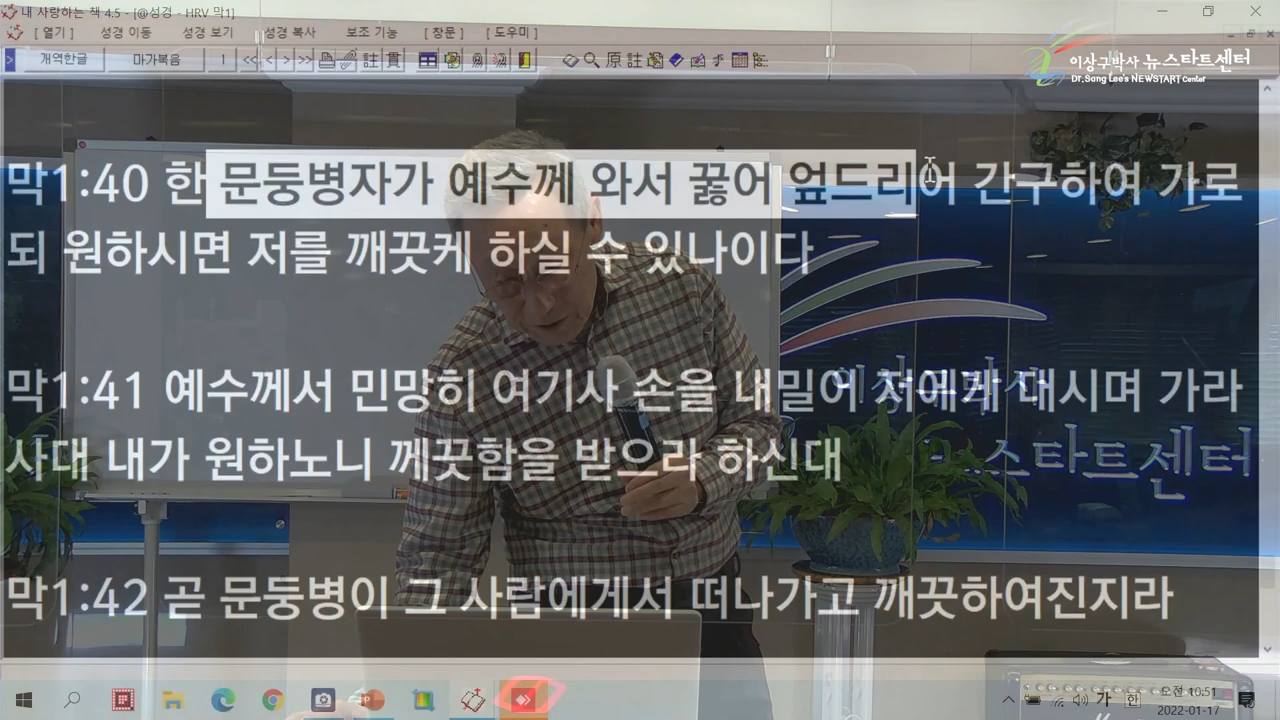 내 사랑하는 책 4.5 - [@성경 - HRV 막1]
[ 열기 ] 성경 이동 성경 보기 성경 복사 보조 기능 [ 창문 ] [ 도우미 ]
개역한글 마가복음 1 << < > >> 註 貫 原 註
이상구박사 뉴스타트센터
Dr. Sang Lee's NEWSTART Center
막1:40 한 문둥병자가 예수께 와서 꿇어 엎드리어 간구하여 가로
되 원하시면 저를 깨끗케 하실 수 있나이다
막1:41 예수께서 민망히 여기사 손을 내밀어 저에게 대시며 가라
사대 내가 원하노니 깨끗함을 받으라 하신대
스타트센터
막1:42 곧 문둥병이 그 사람에게서 떠나가고 깨끗하여진지라
가 한 오전 10:51
2022-01-17